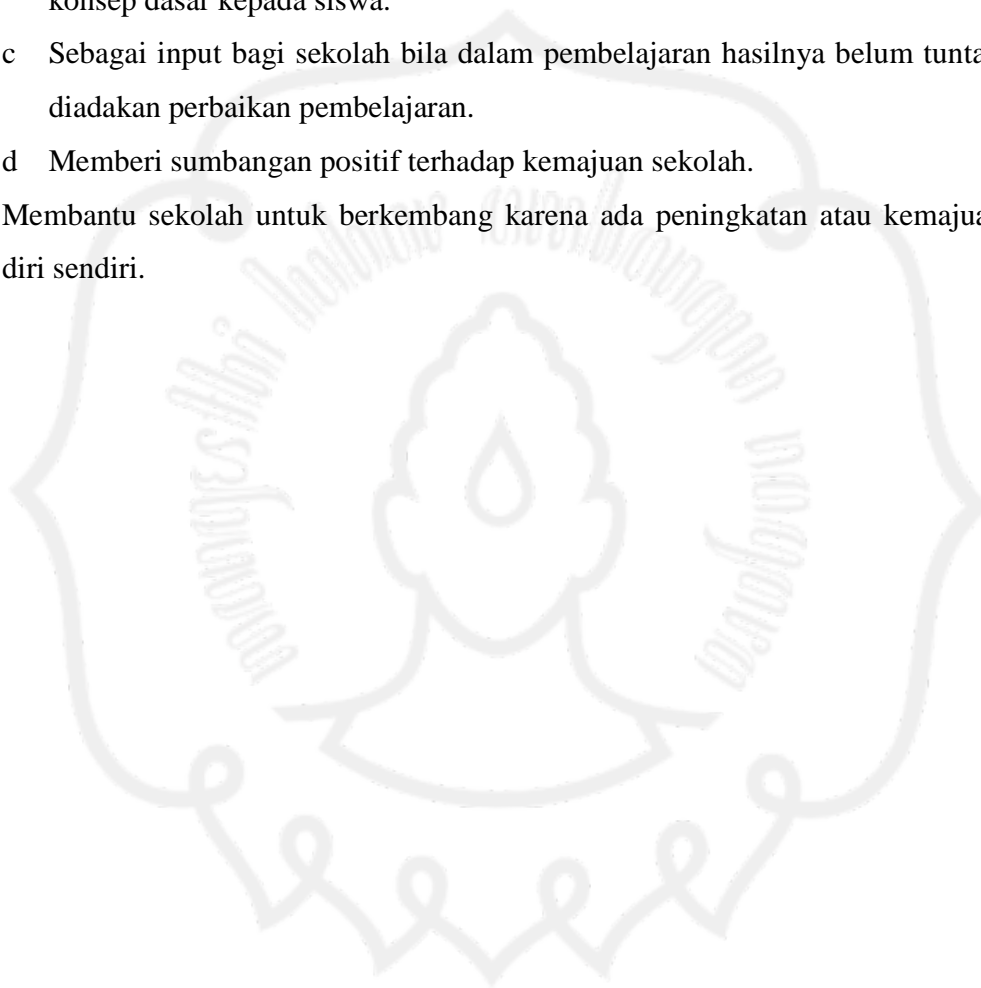 konsep dasar kepada siswa.
c Sebagai input bagi sekolah bila dalam pembelajaran hasilnya belum tunta
diadakan perbaikan pembelajaran.
d Memberi sumbangan positif terhadap kemajuan sekolah.
Membantu sekolah untuk berkembang karena ada peningkatan atau kemajua
diri sendiri.